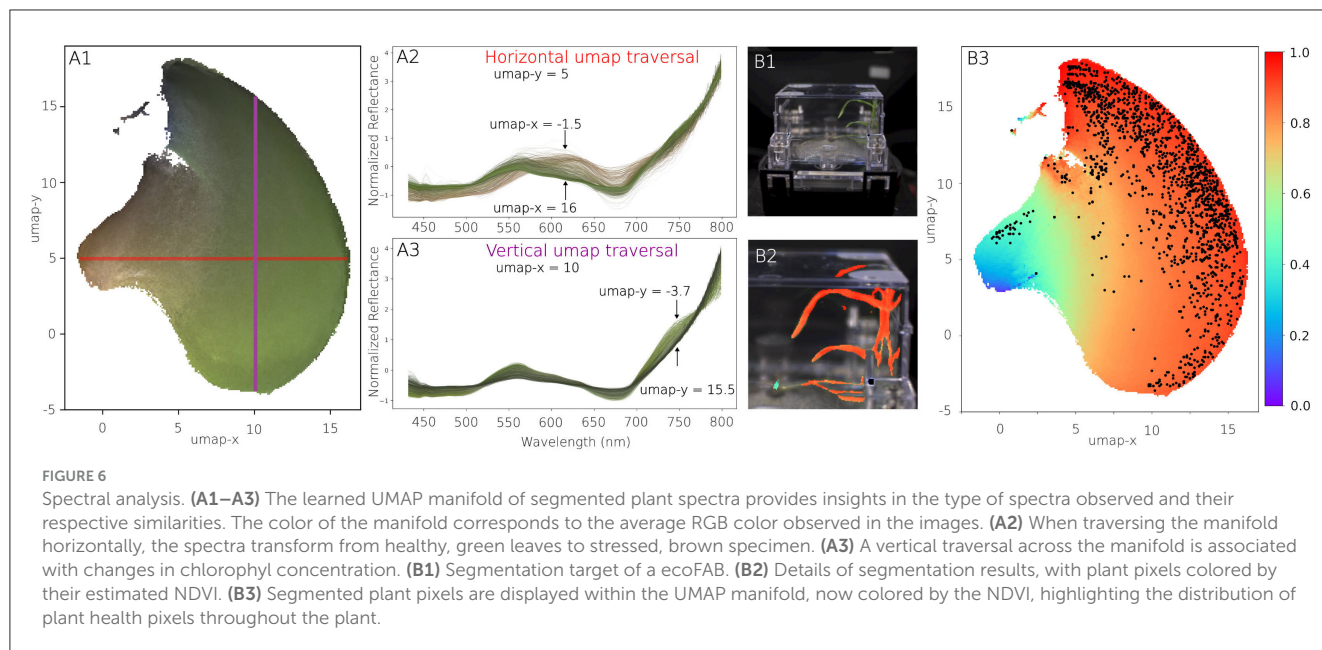 A1
umap-y
15
10
5
0
-5
0 5 10 15
umap-x
A2
Horizontal umap traversal
umap-y = 5
umap-x = -1.5
umap-x = 16
Normalized Reflectance
4
3
2
1
0
-1
450 500 550 600 650 700 750 800
A3
Vertical umap traversal
umap-x = 10
umap-y = -3.7
umap-y = 15.5
Normalized Reflectance
4
3
2
1
0
-1
450 500 550 600 650 700 750 800
Wavelength (nm)
B1
B2
B3
umap-y
15
10
5
0
-5
0 5 10 15
umap-x
1.0
0.8
0.6
0.4
0.2
0.0
FIGURE 6
Spectral analysis. (A1–A3) The learned UMAP manifold of segmented plant spectra provides insights in the type of spectra observed and their
respective similarities. The color of the manifold corresponds to the average RGB color observed in the images. (A2) When traversing the manifold
horizontally, the spectra transform from healthy, green leaves to stressed, brown specimen. (A3) A vertical traversal across the manifold is associated
with changes in chlorophyl concentration. (B1) Segmentation target of a ecoFAB. (B2) Details of segmentation results, with plant pixels colored by
their estimated NDVI. (B3) Segmented plant pixels are displayed within the UMAP manifold, now colored by the NDVI, highlighting the distribution of
plant health pixels throughout the plant.